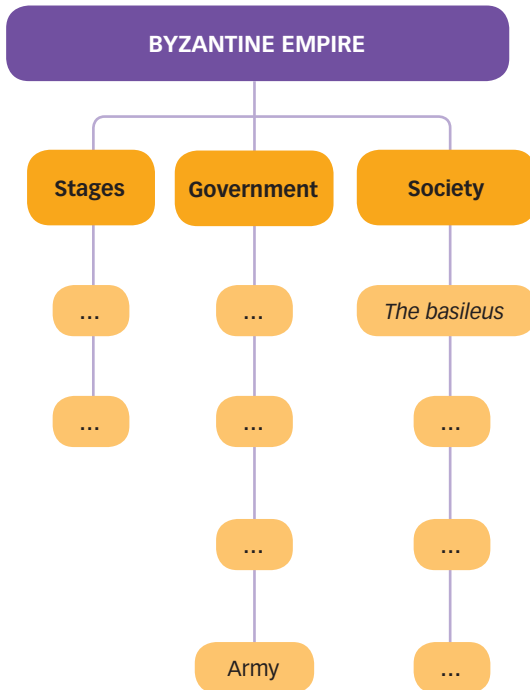 BYZANTINE EMPIRE
Stages
Government
Society
...
...
The basileus
...
...
...
...
...
Army
...